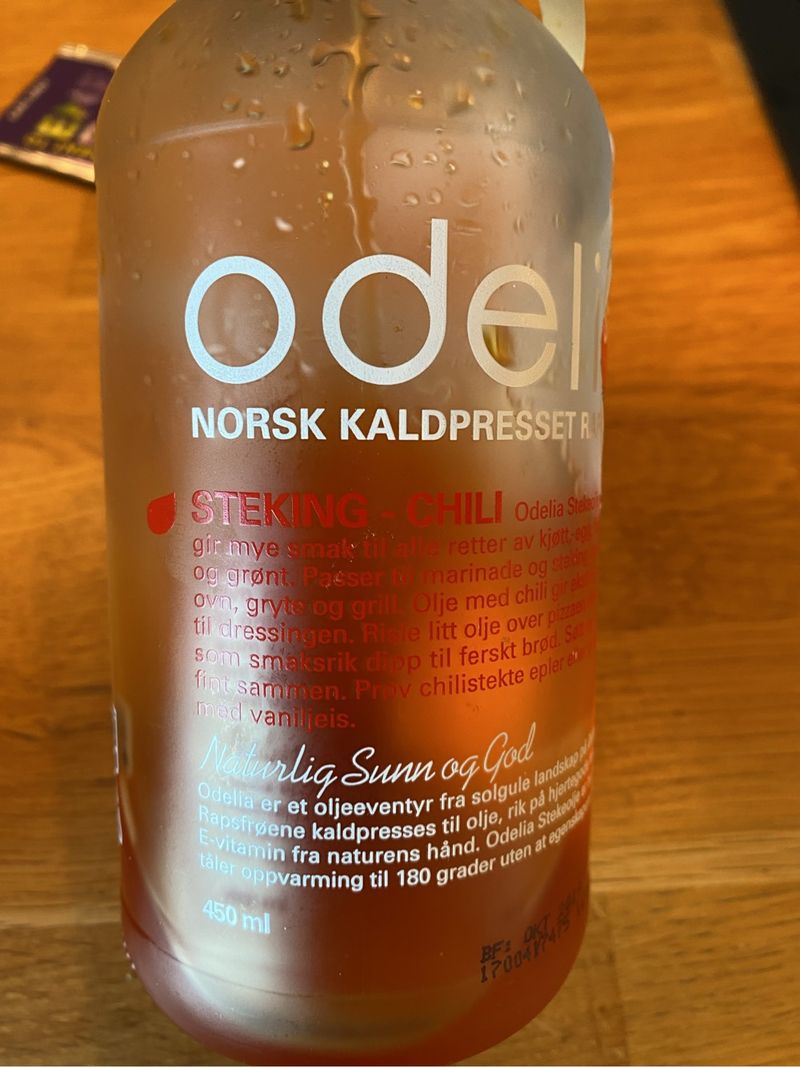 odeli
NORSK KALDPRESSET
STEKING - CHILI Odelia
gir mye smak til alle retter av kjøtt, egg,
og grønt. Passer til marinade og steking
ovn, gryte og grill. Olje med chili gir
til dressingen. Risle litt olje over pizzaen
som smaksrik dipp til ferskt brød.
fint sammen. Prøv chilistekte epler
med vaniljeis.
Naturlig Sunn og God
Odelia er et oljeeventyr fra solgule landskap på
Rapsfrøene kaldpresses til olje, rik på
E-vitamin fra naturens hånd. Odelia Stekeolje
tåler oppvarming til 180 grader uten at
450 ml
BF: OKT